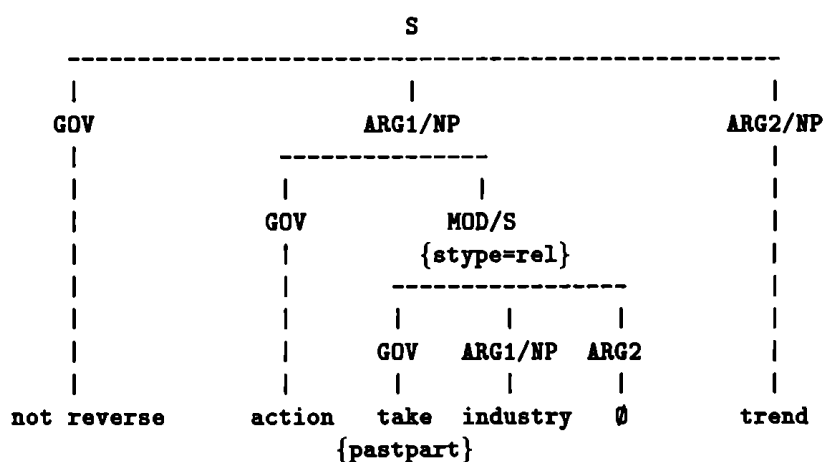 S
GOV ARG1/NP ARG2/NP
GOV MOD/S
{stype=rel}
GOV ARG1/NP ARG2
not reverse action take industry Ø trend
{pastpart}